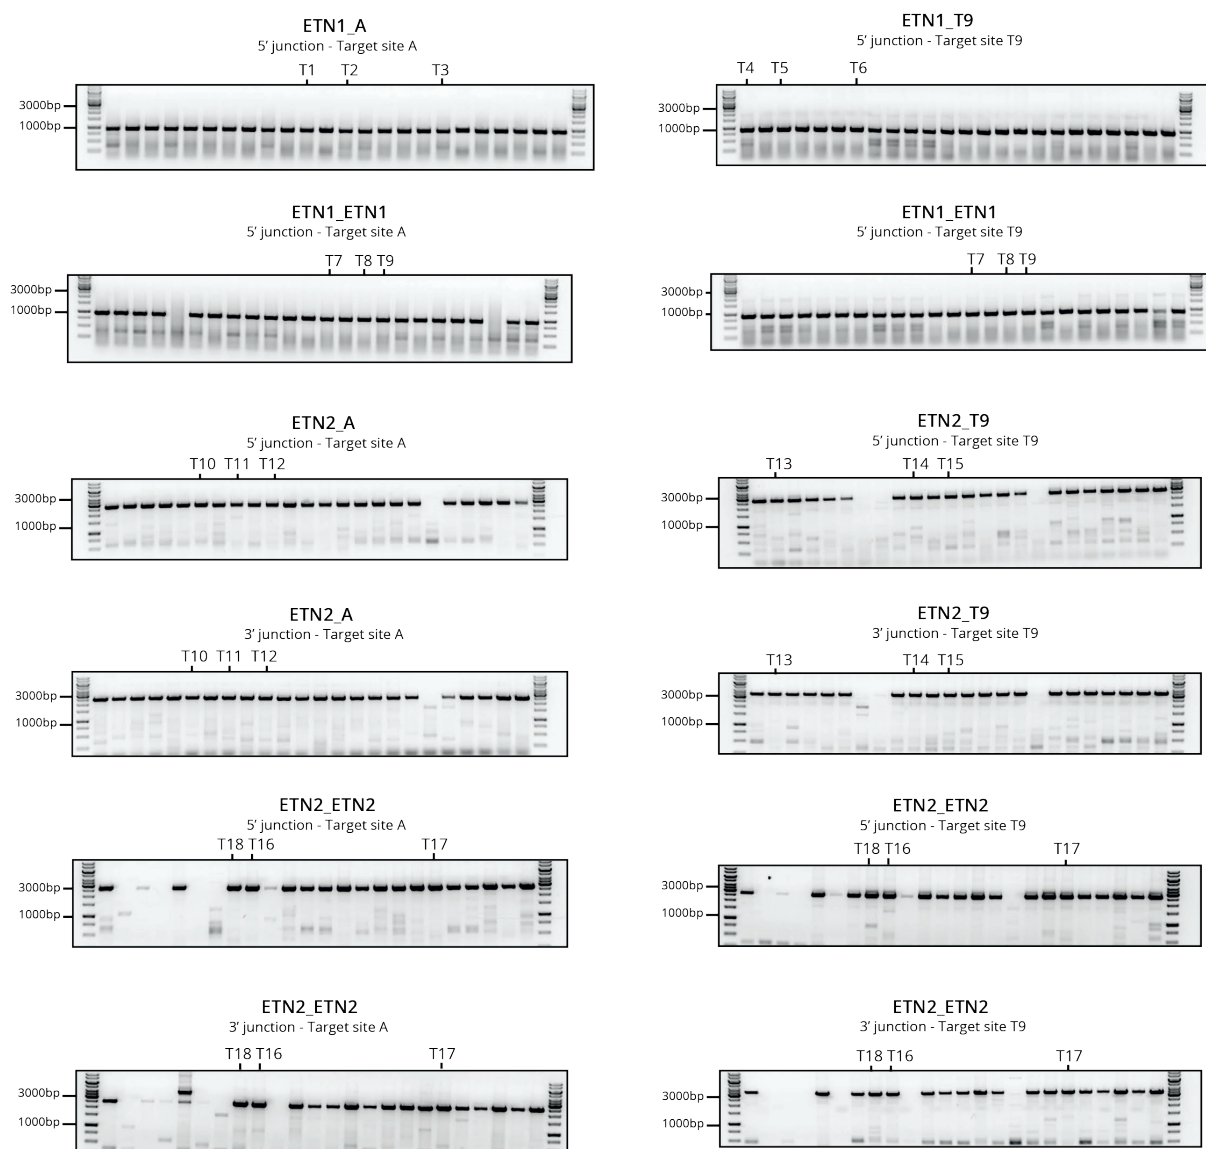 ETN1_A
5' junction - Target site A
T1 T2 T3
3000bp
1000bp
ETN1_T9
5' junction - Target site T9
T4 T5 T6
3000bp
1000bp
ETN1_ETN1
5' junction - Target site A
T7 T8 T9
3000bp
1000bp
ETN1_ETN1
5' junction - Target site T9
T7 T8 T9
3000bp
1000bp
ETN2_A
5' junction - Target site A
T10 T11 T12
3000bp
1000bp
ETN2_T9
5' junction - Target site T9
T13 T14 T15
3000bp
1000bp
ETN2_A
3' junction - Target site A
T10 T11 T12
3000bp
1000bp
ETN2_T9
3' junction - Target site T9
T13 T14 T15
3000bp
1000bp
ETN2_ETN2
5' junction - Target site A
T18 T16 T17
3000bp
1000bp
ETN2_ETN2
5' junction - Target site T9
T18 T16 T17
3000bp
1000bp
ETN2_ETN2
3' junction - Target site A
T18 T16 T17
3000bp
1000bp
ETN2_ETN2
3' junction - Target site T9
T18 T16 T17
3000bp
1000bp